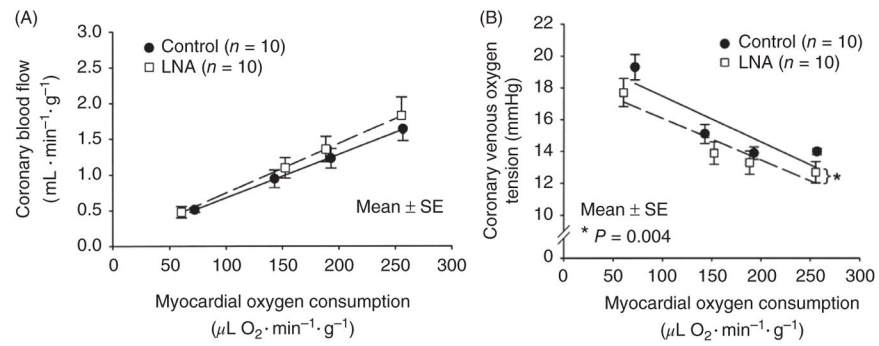 (A)
Coronary blood flow
(mL · min⁻¹· g⁻¹)
3.0
2.5
2.0
1.5
1.0
0.5
0.0
Control (n = 10)
LNA (n = 10)
Mean ± SE
0 50 100 150 200 250 300
Myocardial oxygen consumption
(μL O₂· min⁻¹· g⁻¹)
(B)
Coronary venous oxygen
tension (mmHg)
22
20
18
16
14
12
10
0
Control (n = 10)
LNA (n = 10)
*
Mean ± SE
* P = 0.004
0 50 100 150 200 250 300
Myocardial oxygen consumption
(μL O₂· min⁻¹· g⁻¹)